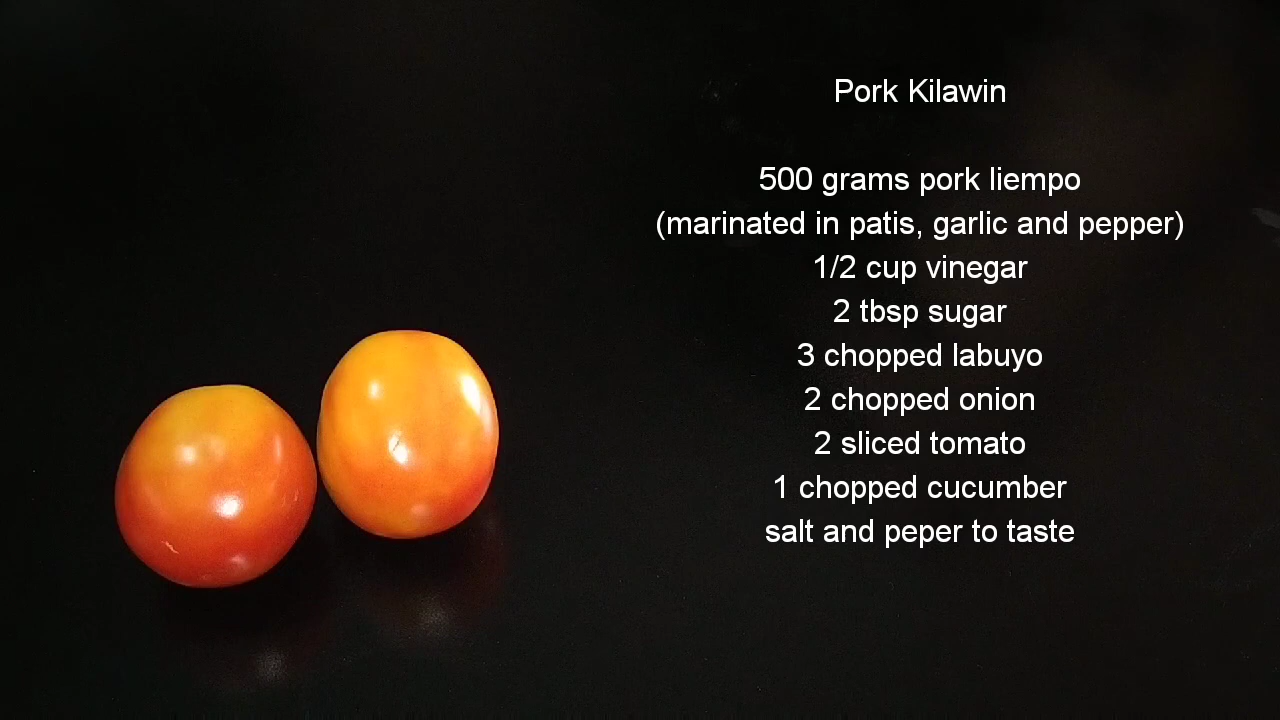 Pork Kilawin
500 grams pork liempo
(marinated in patis, garlic and pepper)
1/2 cup vinegar
2 tbsp sugar
3 chopped labuyo
2 chopped onion
2 sliced tomato
1 chopped cucumber
salt and peper to taste